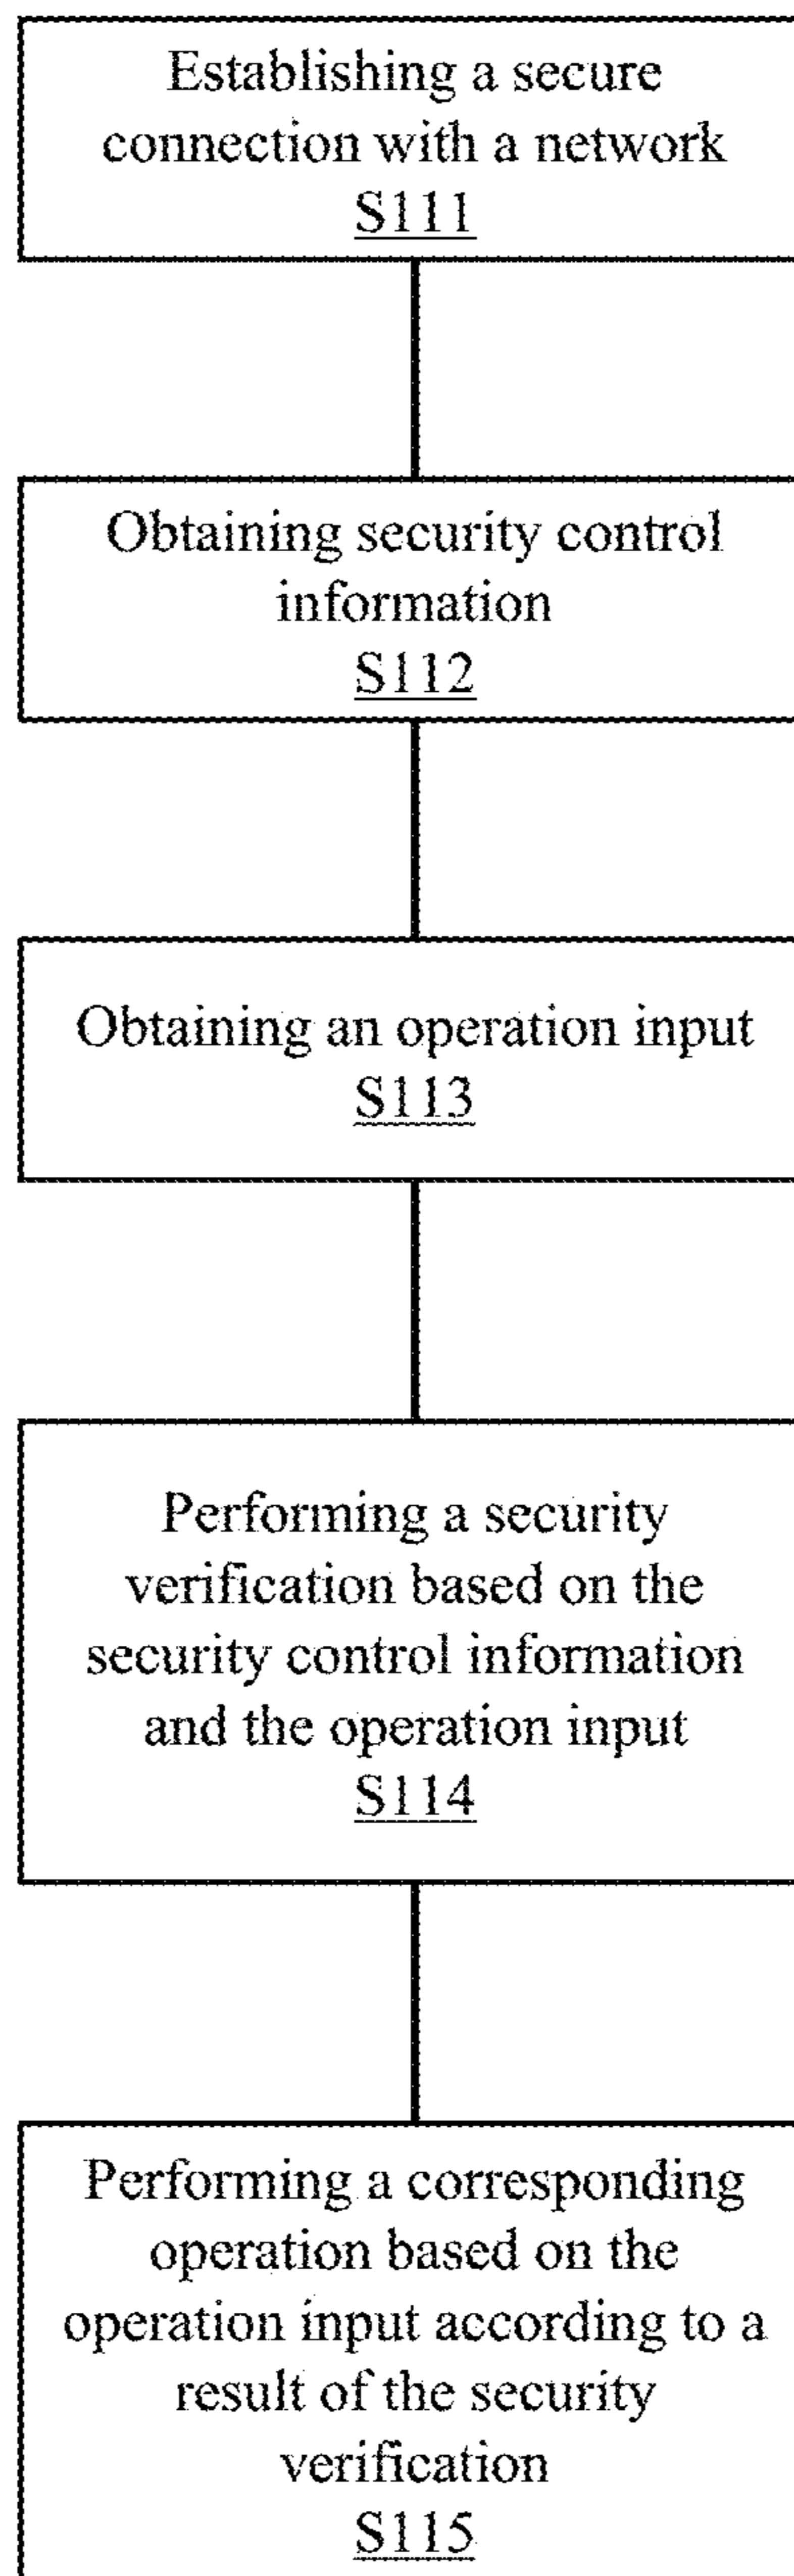 Establishing a secure
connection with a network
S111
Obtaining security control
information
S112
Obtaining an operation input
S113
Performing a security
verification based on the
security control information
and the operation input
S114
Performing a corresponding
operation based on the
operation input according to a
result of the security
verification
S115